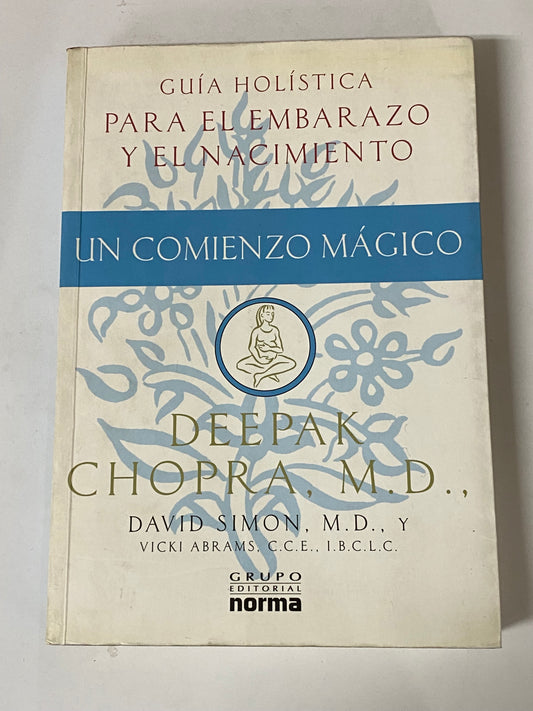 GUÍA HOLÍSTICA
PARA EL EMBARAZO
Y EL NACIMIENTO
UN COMIENZO MÁGICO
DEEPAK
CHOPRA, M.D.,
DAVID SIMON, M.D., Y
VICKI ABRAMS, C.C.E., I.B.C.L.C.
GRUPO
EDITORIAL
norma